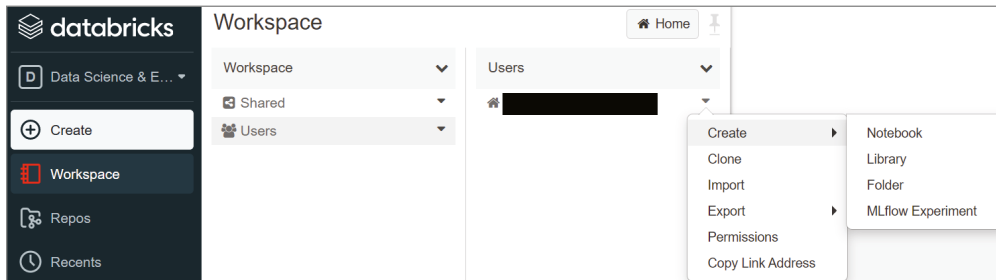 databricks
D Data Science & E...
Create
Workspace
Repos
Recents
Workspace
Home
Workspace
Shared
Users
Users
Create
Clone
Import
Export
Permissions
Copy Link Address
Notebook
Library
Folder
MLflow Experiment